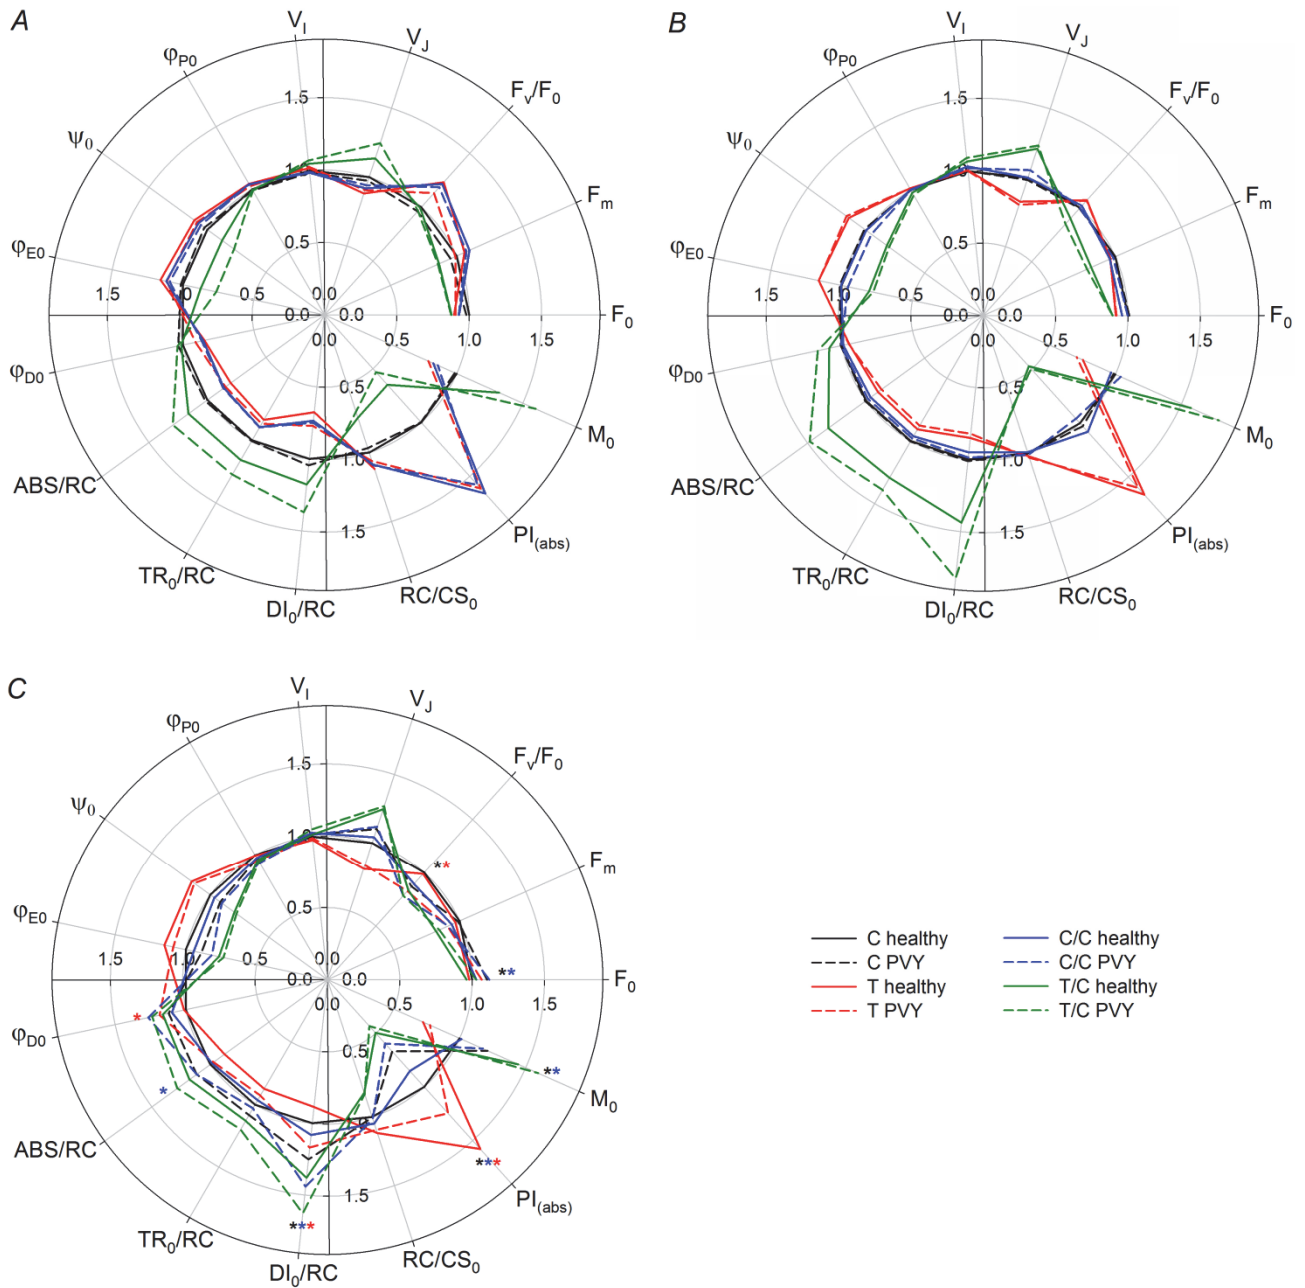 A
V_I
V_J
F_v/F_0
F_m
F_0
M_0
PI_(abs)
RC/CS_0
DI_0/RC
TR_0/RC
ABS/RC
φ_D0
φ_E0
ψ_0
φ_P0
1.5
1.0
0.5
0.0
1.5 1.0 0.5 0.0 0.0 0.5 1.0 1.5
0.0
0.5
1.0
1.5
B
V_I
V_J
F_v/F_0
F_m
F_0
M_0
PI_(abs)
RC/CS_0
DI_0/RC
TR_0/RC
ABS/RC
φ_D0
φ_E0
ψ_0
φ_P0
1.5
1.0
0.5
0.0
1.5 1.0 0.5 0.0 0.0 0.5 1.0 1.5
0.0
0.5
1.0
1.5
C
V_I
V_J
F_v/F_0
**
F_m
F_0
**
M_0
**
PI_(abs)
***
RC/CS_0
DI_0/RC
***
TR_0/RC
ABS/RC
*
φ_D0
*
φ_E0
ψ_0
φ_P0
1.5
1.0
0.5
0.0
1.5 1.0 0.5 0.0 0.0 0.5 1.0 1.5
0.0
0.5
1.5
C healthy
C PVY
T healthy
T PVY
C/C healthy
C/C PVY
T/C healthy
T/C PVY